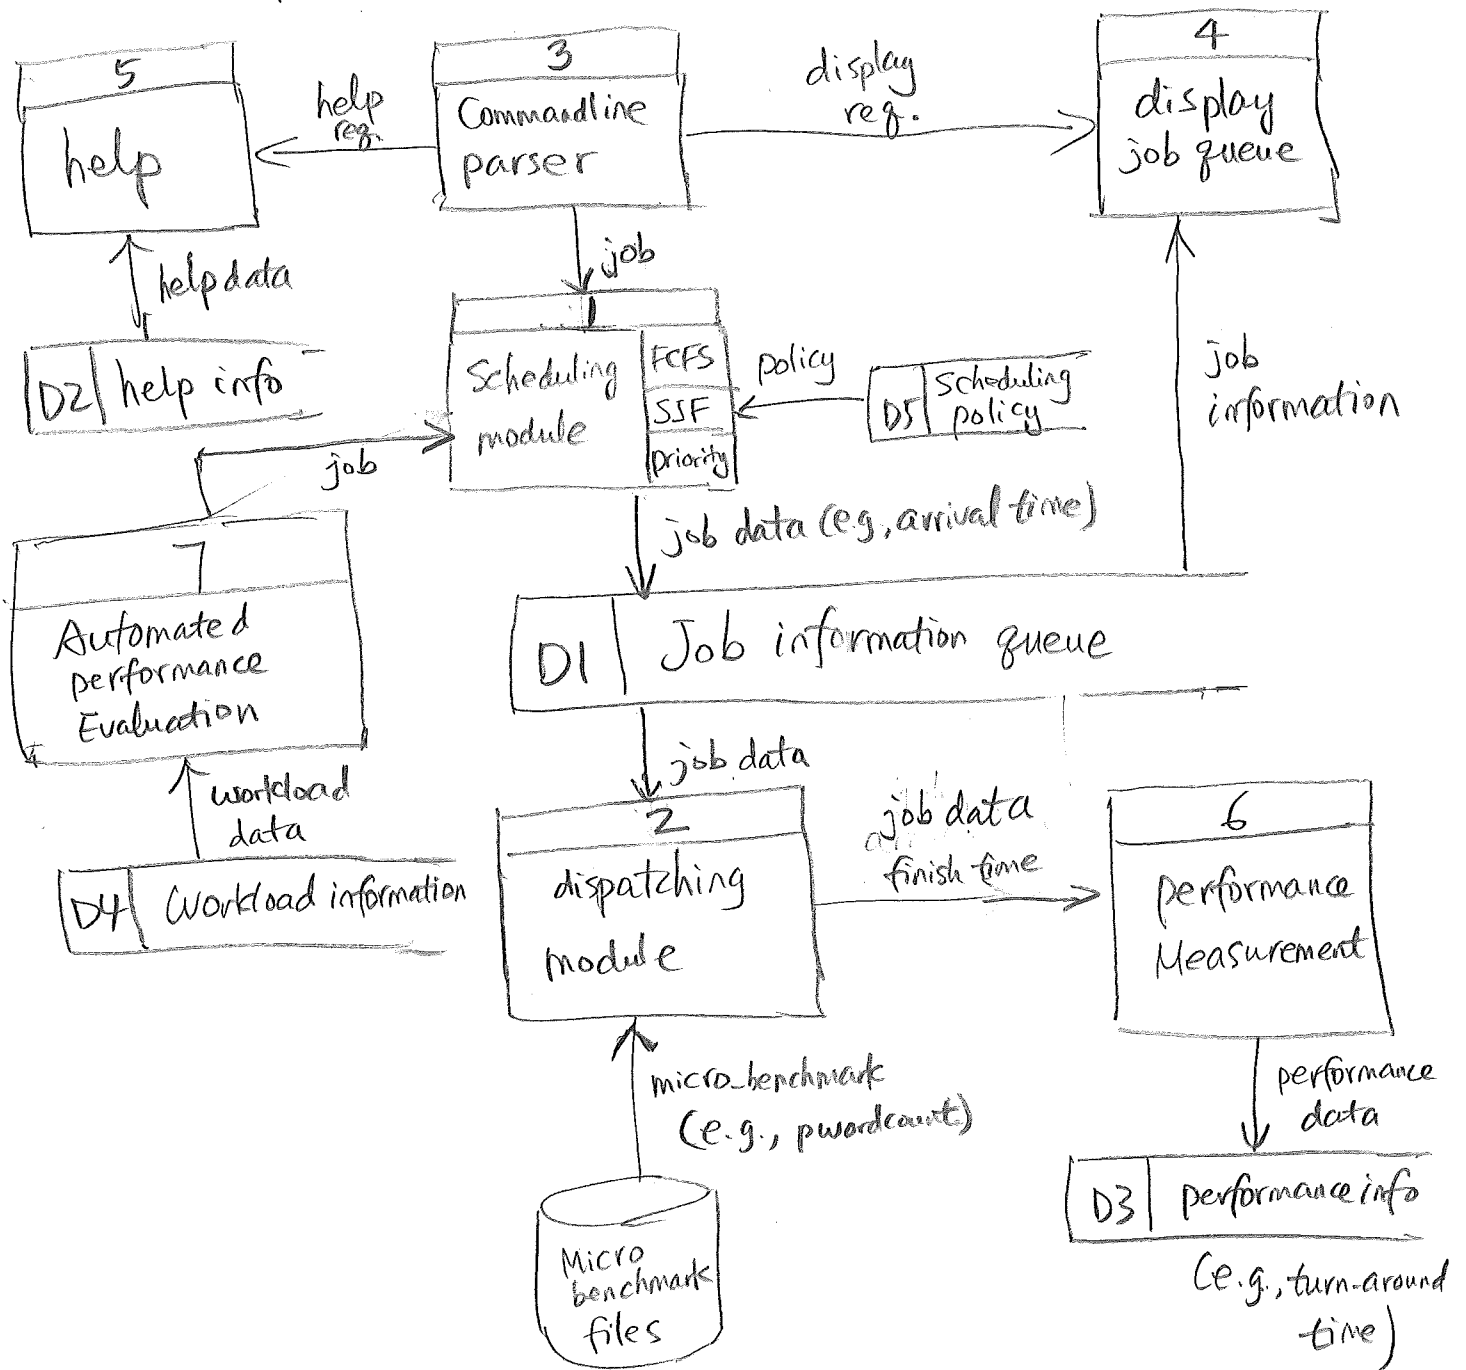 5
help
help
req.
3
Commandline
parser
display
req.
4
display
job queue
help data
job
D2 help info
1
Scheduling
module
FCFS
SJF
priority
policy
D5 Scheduling
policy
job
information
job
job data (e.g., arrival time)
7
Automated
performance
Evaluation
D1 Job information queue
workload
data
job data
D4 Workload information
2
dispatching
module
job data
finish time
6
performance
Measurement
micro_benchmark
(e.g., pwordcount)
performance
data
Micro
benchmark
files
D3 performance info
(e.g., turn-around
time)